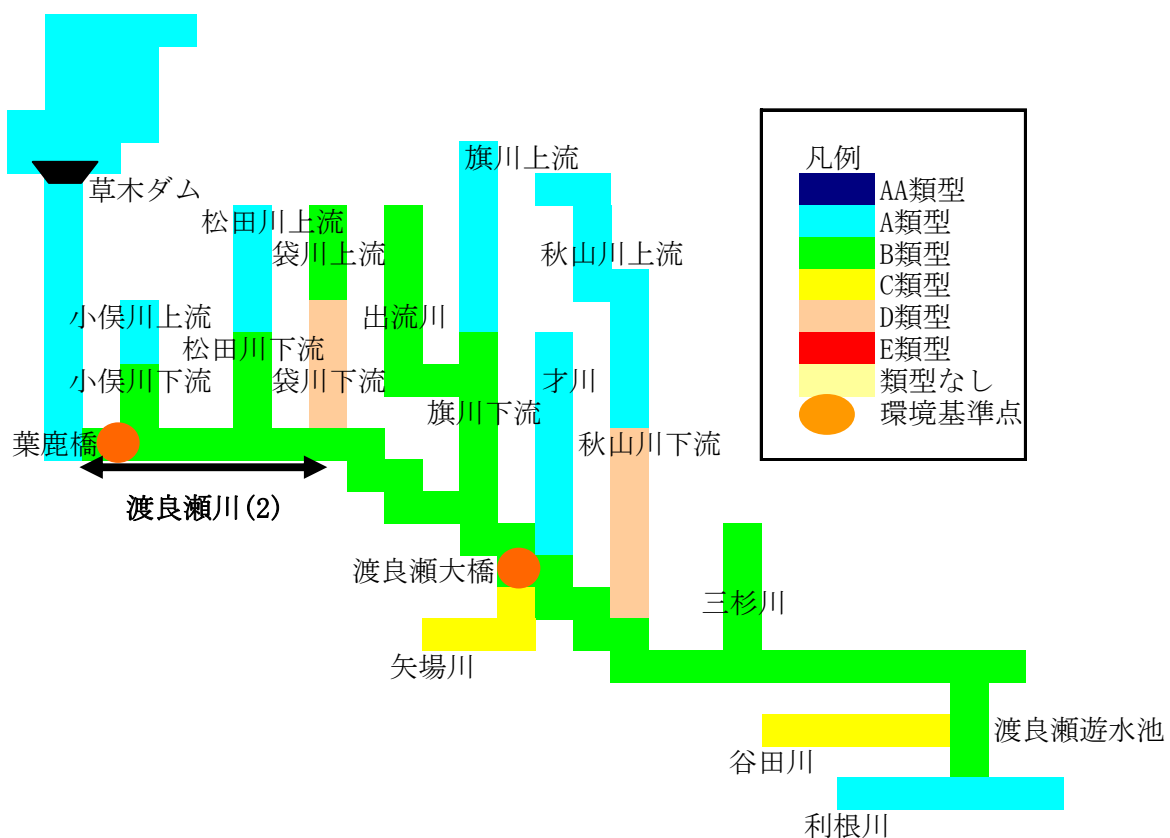 旗川上流
凡例
草木ダム
AA類型
松田川上流
A類型
袋川上流
秋山川上流
B類型
C類型
小俣川上流
出流川
D類型
松田川下流
E類型
小俣川下流
袋川下流
才川
類型なし
旗川下流
環境基準点
葉鹿橋
秋山川下流
渡良瀬川(2)
渡良瀬大橋
三杉川
矢場川
渡良瀬遊水池
谷田川
利根川